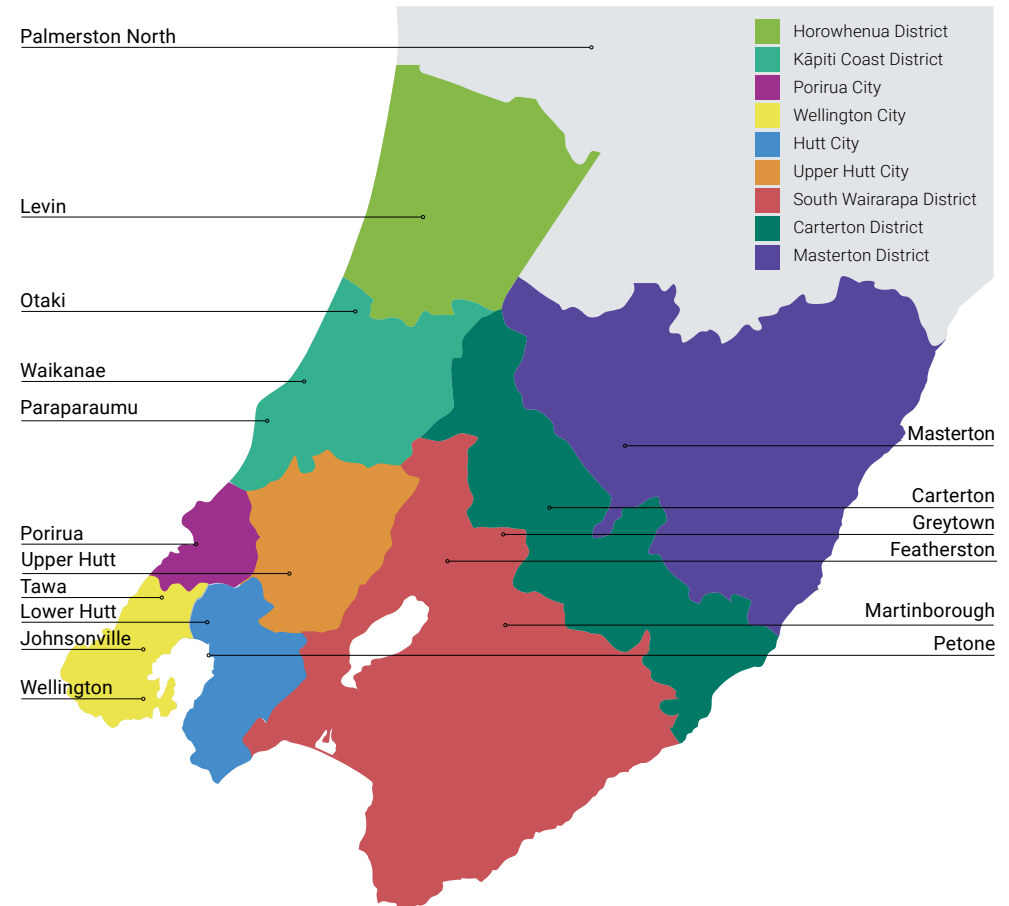 Palmerston North
Levin
Otaki
Waikanae
Paraparaumu
Porirua
Upper Hutt
Tawa
Lower Hutt
Johnsonville
Wellington
Horowhenua District
Kāpiti Coast District
Porirua City
Wellington City
Hutt City
Upper Hutt City
South Wairarapa District
Carterton District
Masterton District
Masterton
Carterton
Greytown
Featherston
Martinborough
Petone